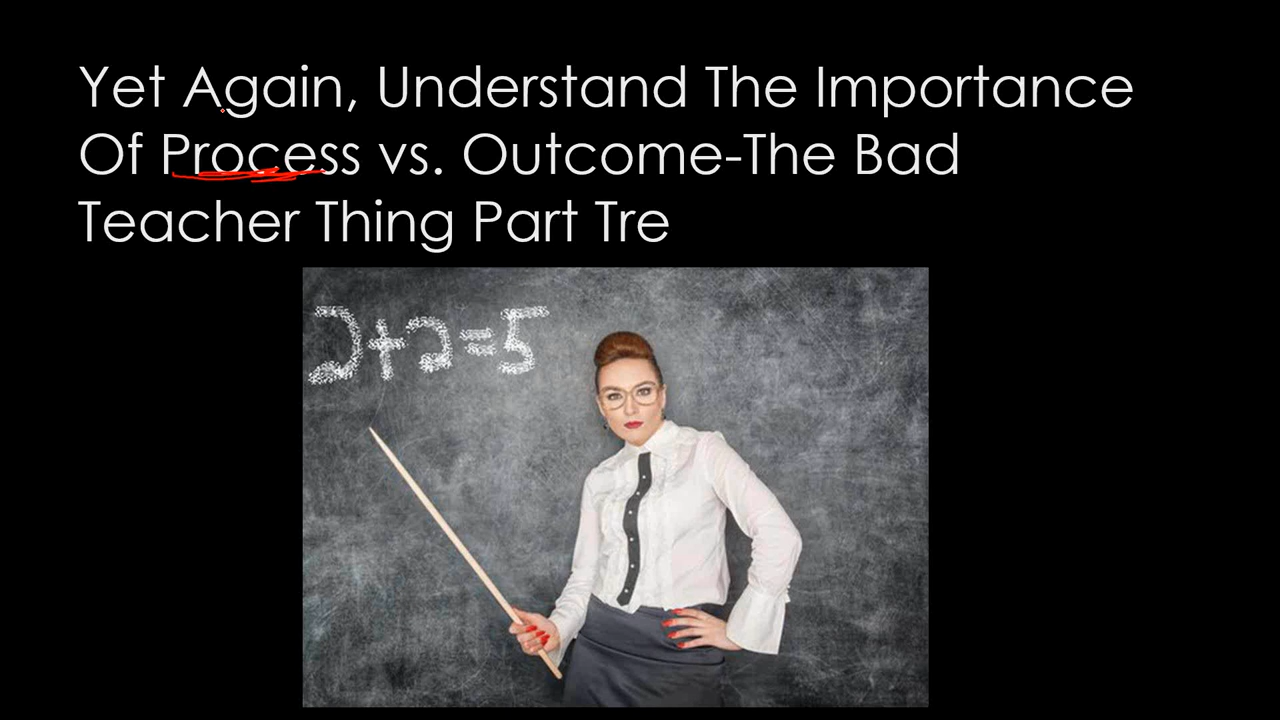 Yet Again, Understand The Importance
Of Process vs. Outcome-The Bad
Teacher Thing Part Tre
2+2=5